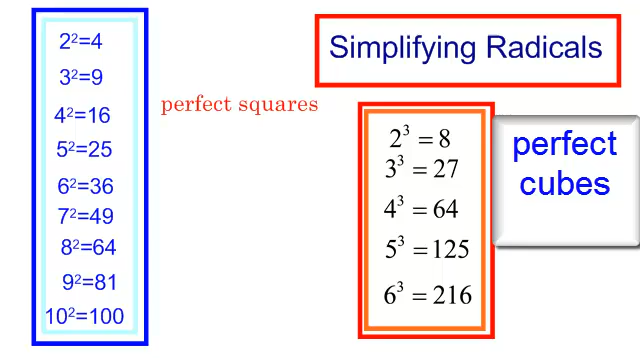 Simplifying Radicals
2²=4
3²=9
4²=16
5²=25
6²=36
7²=49
8²=64
9²=81
10²=100
perfect squares
2³ = 8
3³ = 27
4³ = 64
5³ = 125
6³ = 216
perfect
cubes